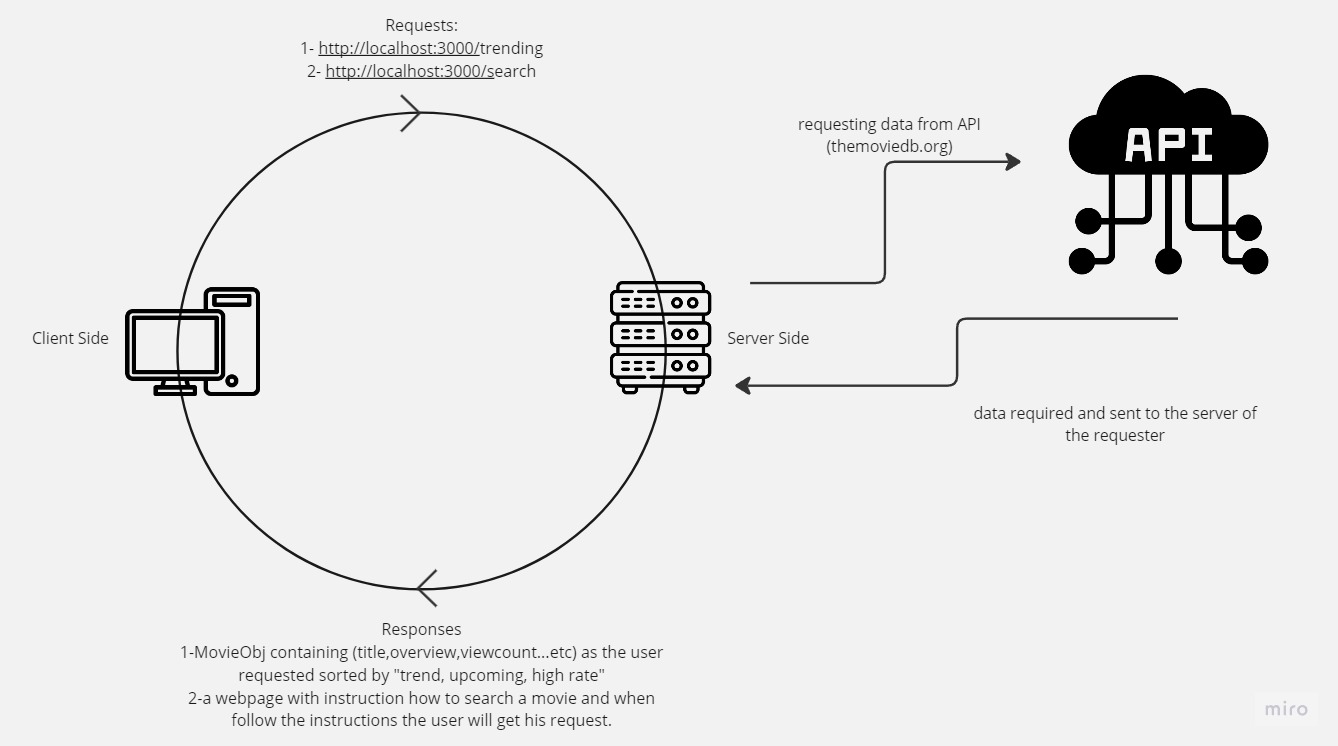 Requests:
1- http://localhost:3000/trending
2- http://localhost:3000/search
requesting data from API
(themoviedb.org)
API
Client Side
Server Side
data required and sent to the server of
the requester
Responses
1-MovieObj containing (title,overview,viewcount...etc) as the user
requested sorted by "trend, upcoming, high rate"
2-a webpage with instruction how to search a movie and when
follow the instructions the user will get his request.
miro